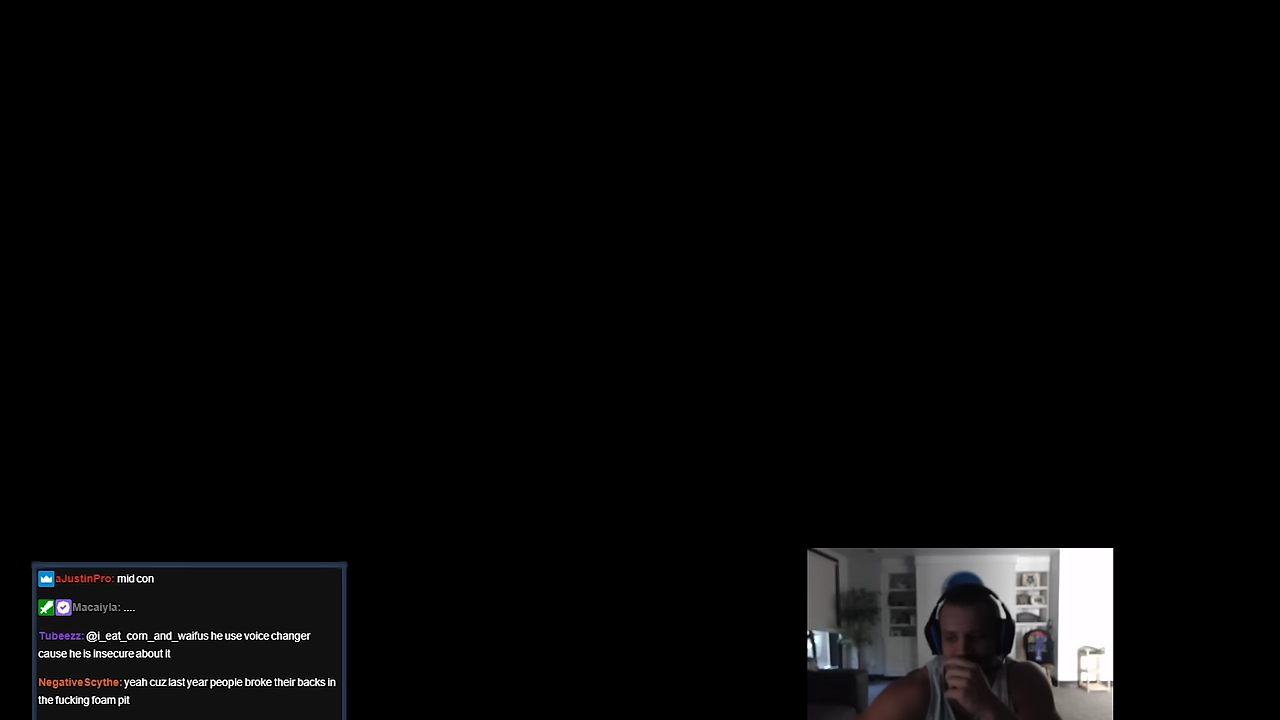 aJustinPro: mid con
Macaiyla: ....
Tubeezz: @i_eat_corn_and_waifus he use voice changer
cause he is insecure about it
NegativeScythe: yeah cuz last year people broke their backs in
the fucking foam pit